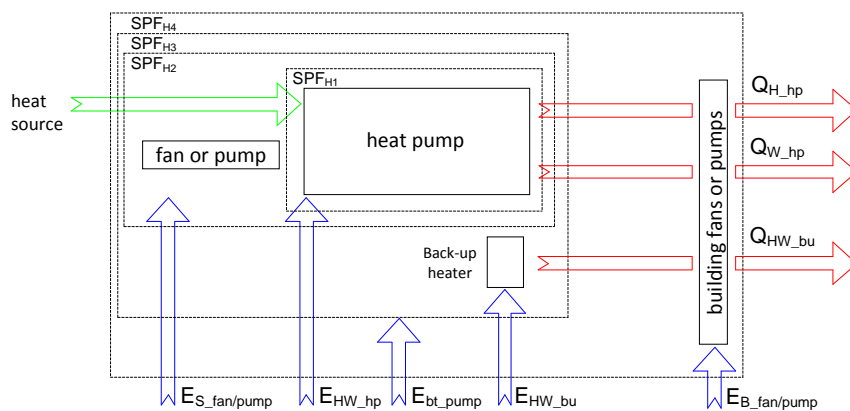 SPFH4
SPFH3
SPFH2
SPFH1
heat
source
fan or pump
heat pump
Back-up
heater
building fans or pumps
QH_hp
QW_hp
QHW_bu
ES_fan/pump
EHW_hp
Ebt_pump
EHW_bu
EB_fan/pump